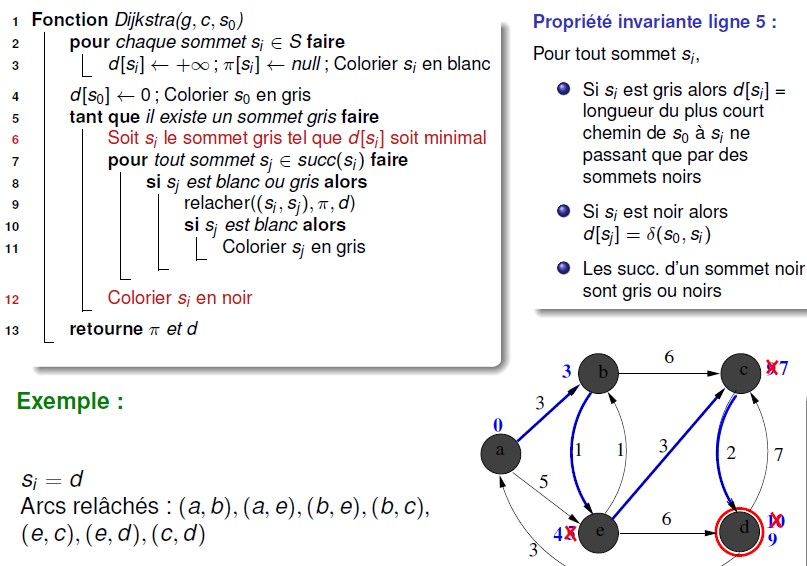 1 Fonction Dijkstra(g, c, s₀)
2 pour chaque sommet sᵢ ∈ S faire
3 d[sᵢ] ← +∞ ; π[sᵢ] ← null ; Colorier sᵢ en blanc
4 d[s₀] ← 0 ; Colorier s₀ en gris
5 tant que il existe un sommet gris faire
6 Soit sᵢ le sommet gris tel que d[sᵢ] soit minimal
7 pour tout sommet sⱼ ∈ succ(sᵢ) faire
8 si sⱼ est blanc ou gris alors
9 relacher((sᵢ, sⱼ), π, d)
10 si sⱼ est blanc alors
11 Colorier sⱼ en gris
12 Colorier sᵢ en noir
13 retourne π et d
Propriété invariante ligne 5 :
Pour tout sommet sᵢ,
Si sᵢ est gris alors d[sᵢ] =
longueur du plus court
chemin de s₀ à sᵢ ne
passant que par des
sommets noirs
Si sᵢ est noir alors
d[sⱼ] = δ(s₀, sᵢ)
Les succ. d'un sommet noir
sont gris ou noirs
Exemple :
sᵢ = d
Arcs relâchés : (a, b), (a, e), (b, e), (b, c),
(e, c), (e, d), (c, d)
3 b 6 c 7
3
0
a 1 1 3 2 7
5
4 e 6 d 10
9
3